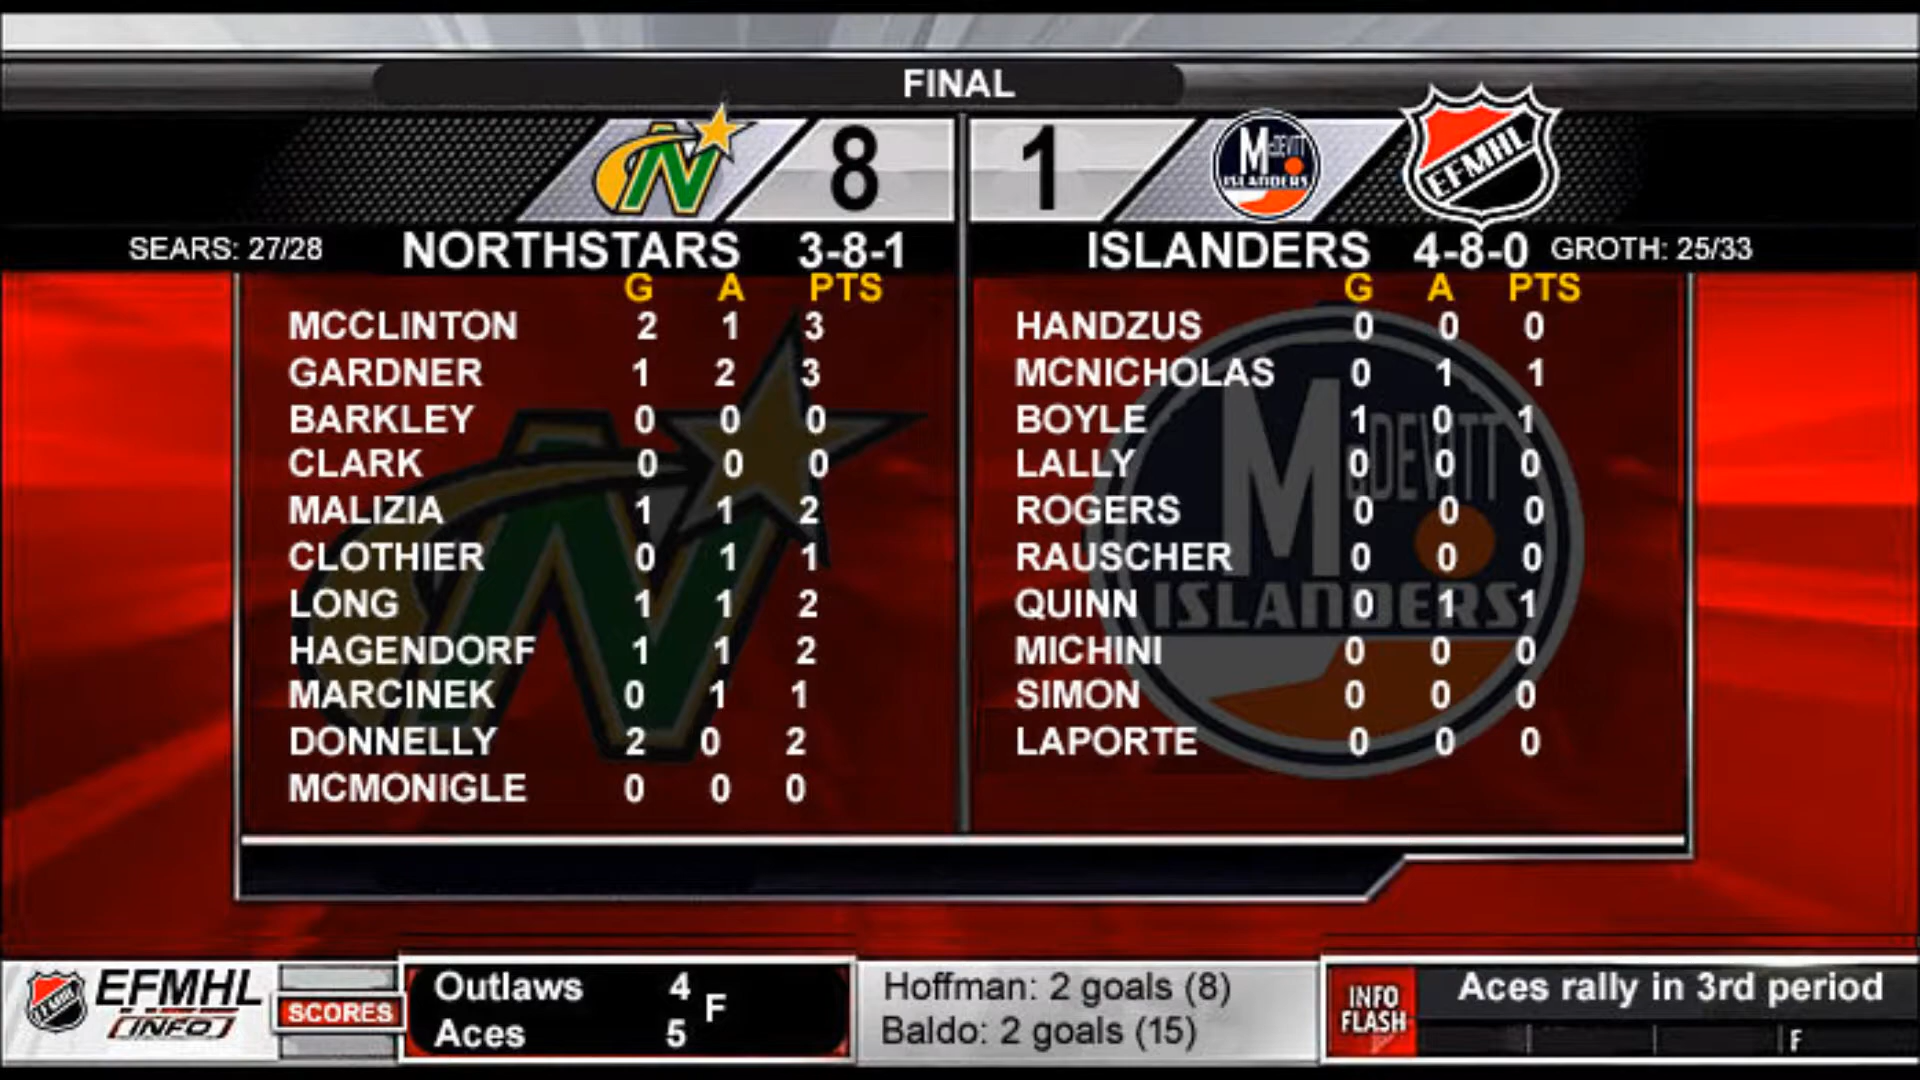 FINAL
N 8 1 McDEVITT ISLANDERS EFMHL
SEARS: 27/28 NORTHSTARS 3-8-1 ISLANDERS 4-8-0 GROTH: 25/33
G A PTS G A PTS
MCCLINTON 2 1 3 HANDZUS 0 0 0
GARDNER 1 2 3 MCNICHOLAS 0 1 1
BARKLEY 0 0 0 BOYLE 1 0 1
CLARK 0 0 0 LALLY 0 0 0
MALIZIA 1 1 2 ROGERS 0 0 0
CLOTHIER 0 1 1 RAUSCHER 0 0 0
LONG 1 1 2 QUINN 0 1 1
HAGENDORF 1 1 2 MICHINI 0 0 0
MARCINEK 0 1 1 SIMON 0 0 0
DONNELLY 2 0 2 LAPORTE 0 0 0
MCMONIGLE 0 0 0
N McDEVITT ISLANDERS
EFMHL INFO SCORES
Outlaws 4 F
Aces 5
Hoffman: 2 goals (8)
Baldo: 2 goals (15)
INFO FLASH
Aces rally in 3rd period
F